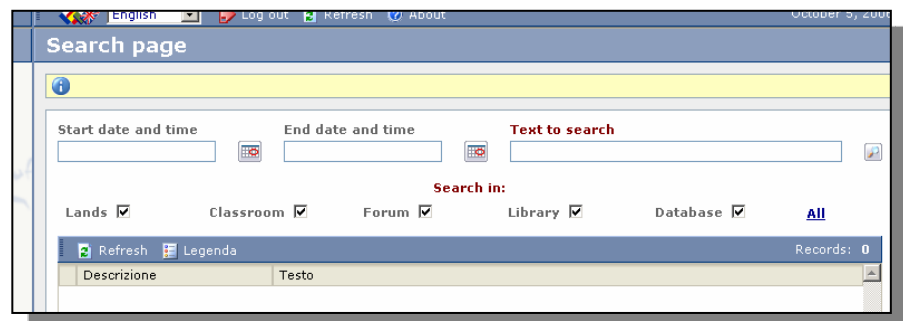 English Log out Refresh About October 5, 200
Search page
Start date and time End date and time Text to search
Search in:
Lands Classroom Forum Library Database All
Refresh Legenda Records: 0
Descrizione Testo